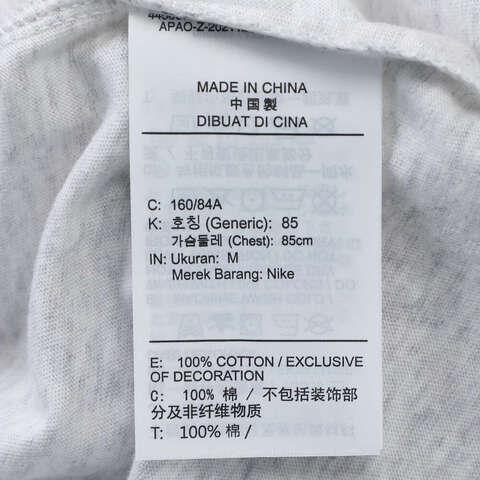 APAO-Z-2021
MADE IN CHINA
中国製
DIBUAT DI CINA
C: 160/84A
K: 호칭 (Generic): 85
가슴둘레 (Chest): 85cm
IN: Ukuran: M
Merek Barang: Nike
E: 100% COTTON / EXCLUSIVE
OF DECORATION
C: 100% 棉 / 不包括装饰部
分及非纤维物质
T: 100% 棉 /